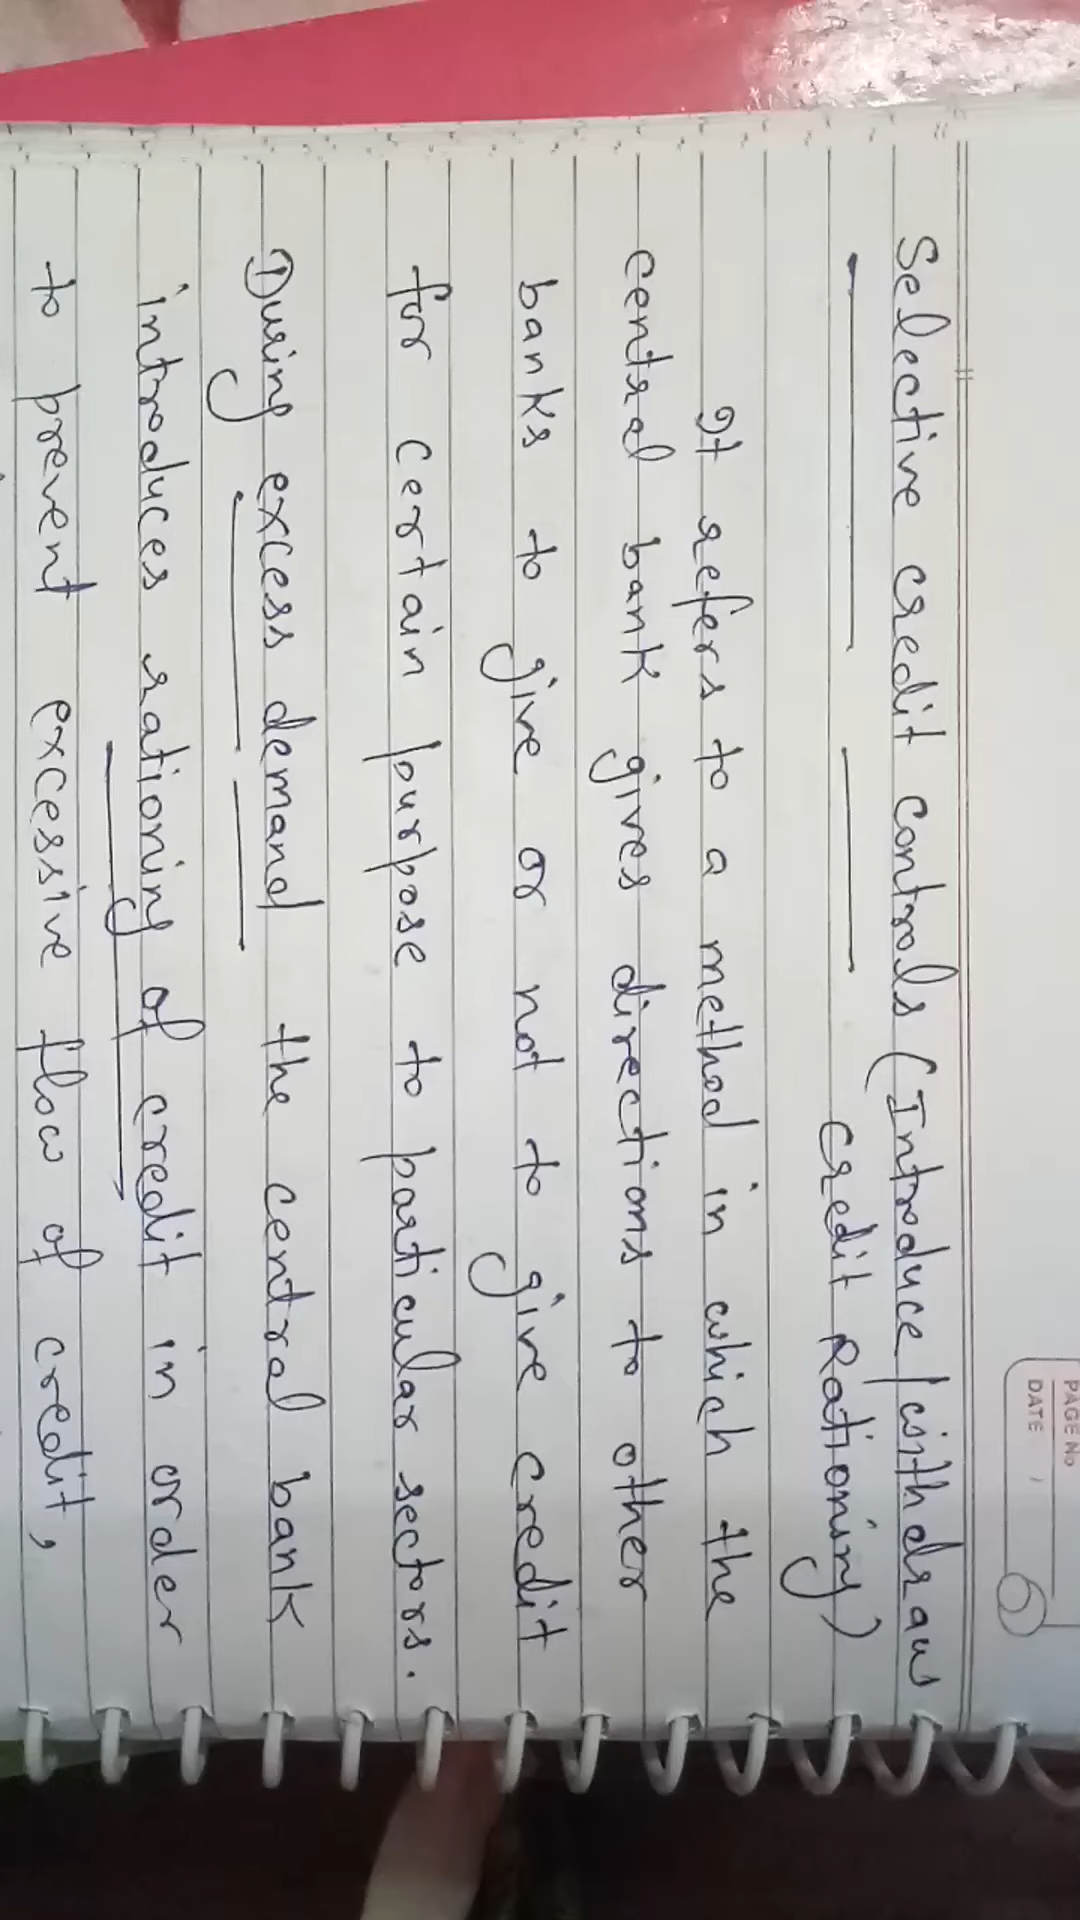 PAGE No
DATE
6
Selective credit controls (Introduce/withdraw
credit Rationing)
It refers to a method in which the
central bank gives directions to other
banks to give or not to give credit
for certain purpose to particular sectors.
During excess demand the central bank
introduces rationing of credit in order
to prevent excessive flow of credit,